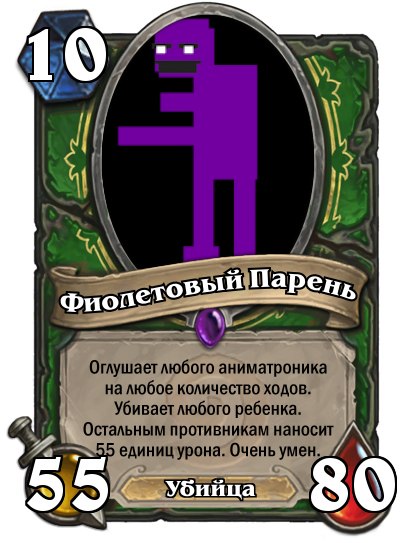 10
Фиолетовый Парень
Оглушает любого аниматроника
на любое количество ходов.
Убивает любого ребенка.
Остальным противникам наносит
55 единиц урона. Очень умен.
55
Убийца
80